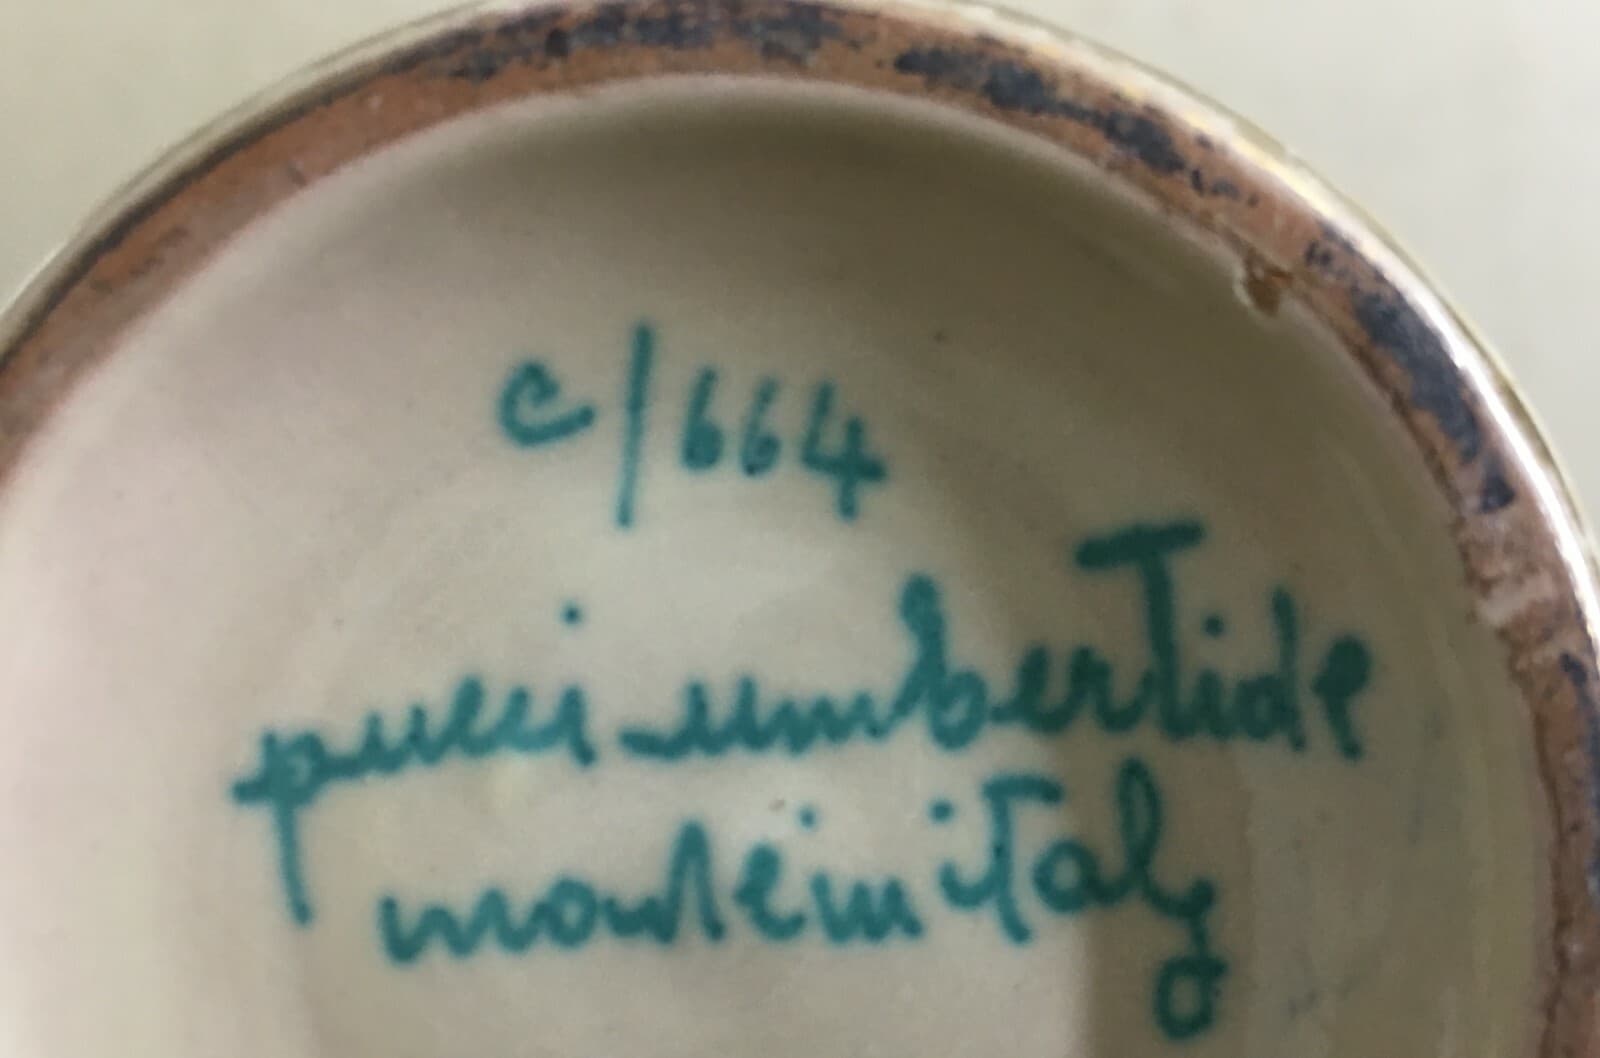 c/664
pucci umbertide
made in italy